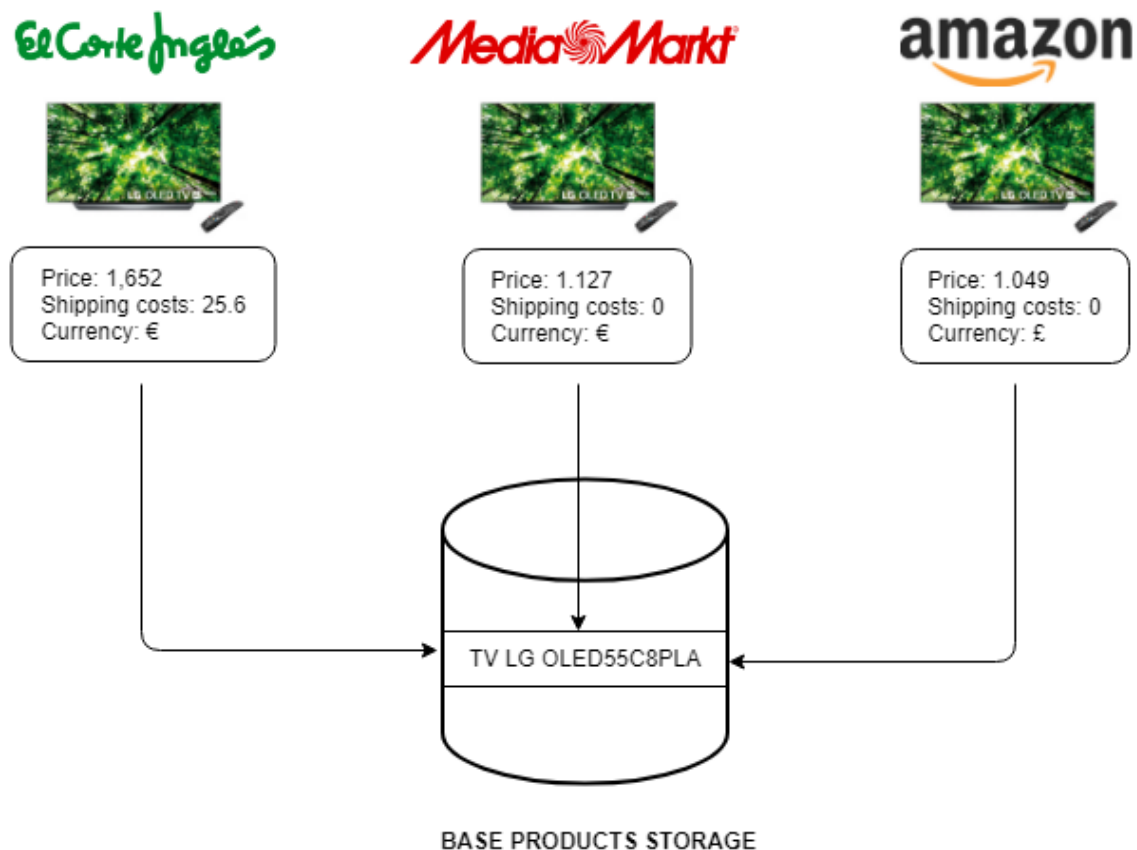 El Corte Inglés
MediaMarkt
amazon
LG OLED TV
LG OLED TV
LG OLED TV
Price: 1,652
Shipping costs: 25.6
Currency: €
Price: 1.127
Shipping costs: 0
Currency: €
Price: 1.049
Shipping costs: 0
Currency: £
TV LG OLED55C8PLA
BASE PRODUCTS STORAGE